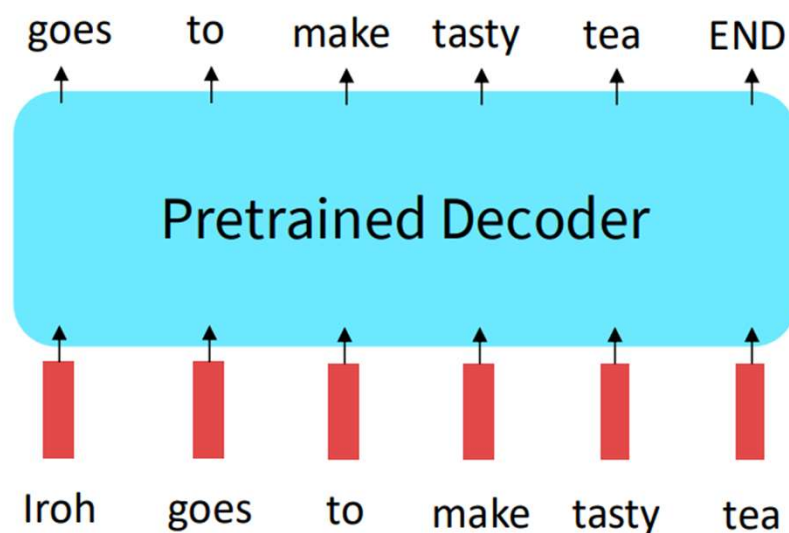 goes to make tasty tea END
Pretrained Decoder
Iroh goes to make tasty tea